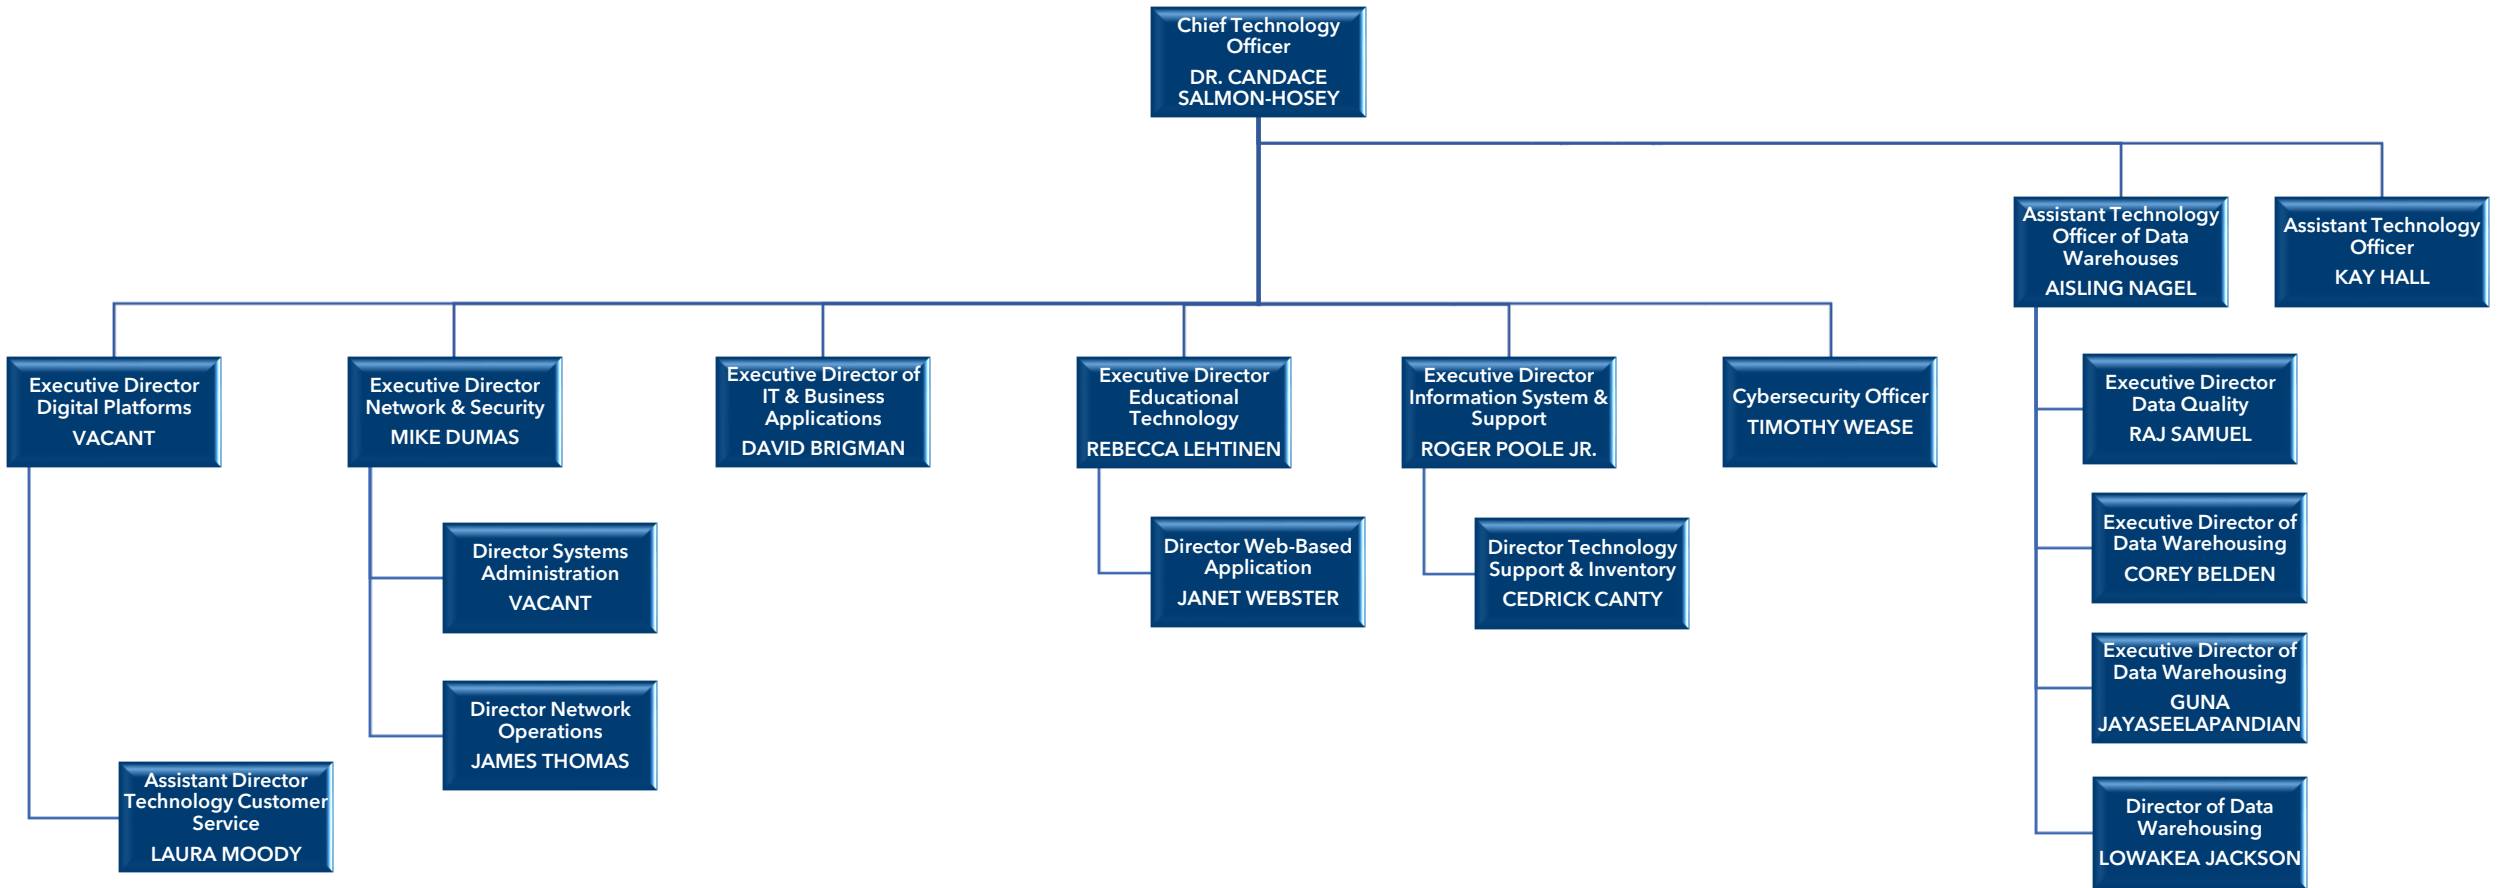 Chief Technology
Officer
DR. CANDACE
SALMON-HOSEY
Assistant Technology
Officer of Data
Warehouses
AISLING NAGEL
Assistant Technology
Officer
KAY HALL
Executive Director
Digital Platforms
VACANT
Executive Director
Network & Security
MIKE DUMAS
Executive Director of
IT & Business
Applications
DAVID BRIGMAN
Executive Director
Educational
Technology
REBECCA LEHTINEN
Executive Director
Information System &
Support
ROGER POOLE JR.
Cybersecurity Officer
TIMOTHY WEASE
Executive Director
Data Quality
RAJ SAMUEL
Director Systems
Administration
VACANT
Director Web-Based
Application
JANET WEBSTER
Director Technology
Support & Inventory
CEDRICK CANTY
Executive Director of
Data Warehousing
COREY BELDEN
Executive Director of
Data Warehousing
GUNA
JAYASEELAPANDIAN
Director Network
Operations
JAMES THOMAS
Assistant Director
Technology Customer
Service
LAURA MOODY
Director of Data
Warehousing
LOWAKEA JACKSON